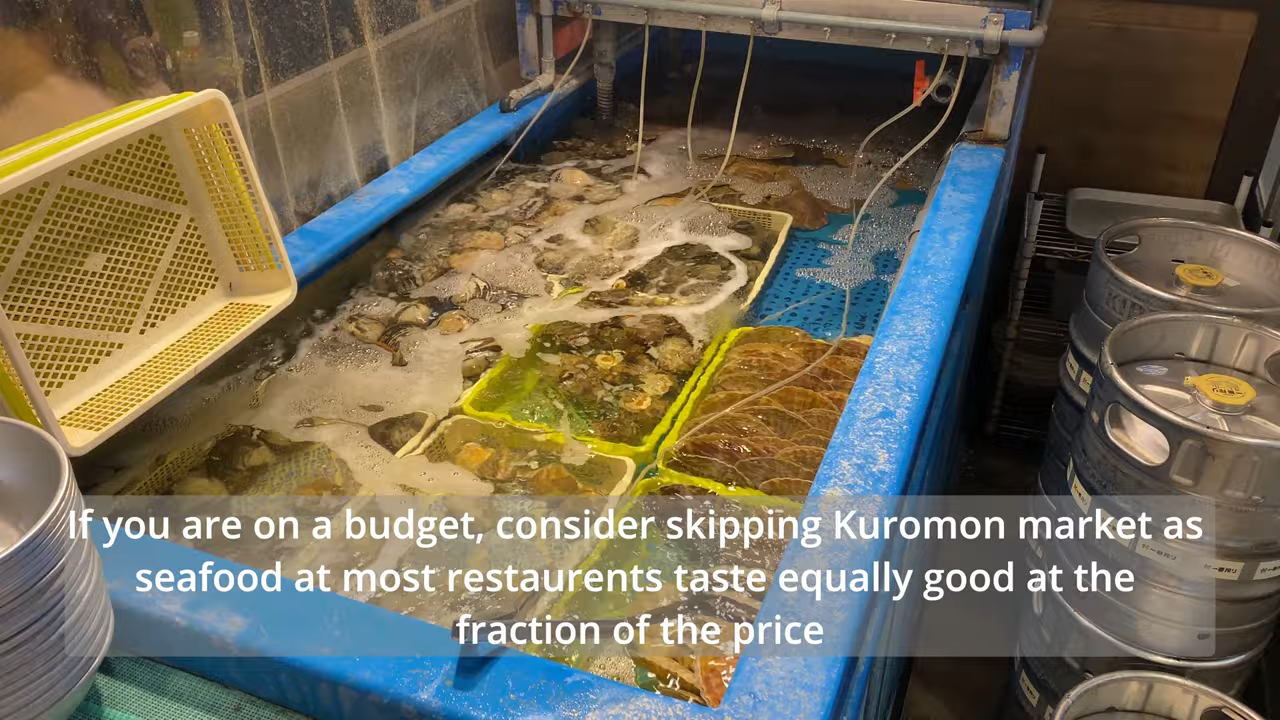 If you are on a budget, consider skipping Kuromon market as
seafood at most restaurents taste equally good at the
fraction of the price